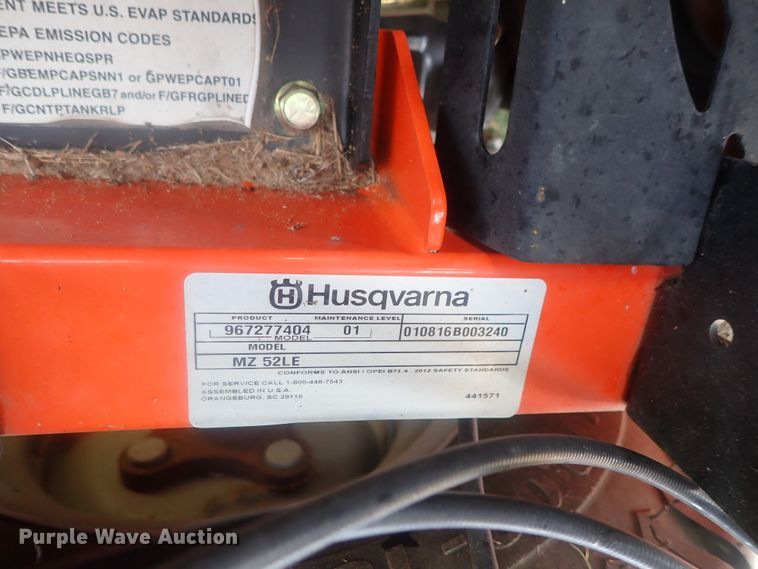 ENT MEETS U.S. EVAP STANDARDS
EPA EMISSION CODES
PWEPNHEQSPR
F/GBEMPCAPSNN1 or GPWEPCAPT01
F/GCDLPLINEGB7 and/or F/GFRGPLINED
F/GCNTPTANKRLP
Husqvarna
PRODUCT MAINTENANCE LEVEL SERIAL
967277404 01 010816B003240
MODEL
MODEL
MZ 52LE
CONFORMS TO ANSI / OPEI B71.4 - 2012 SAFETY STANDARDS
FOR SERVICE CALL 1-800-448-7543
ASSEMBLED IN U.S.A.
ORANGEBURG, SC 29116 441571
Purple Wave Auction